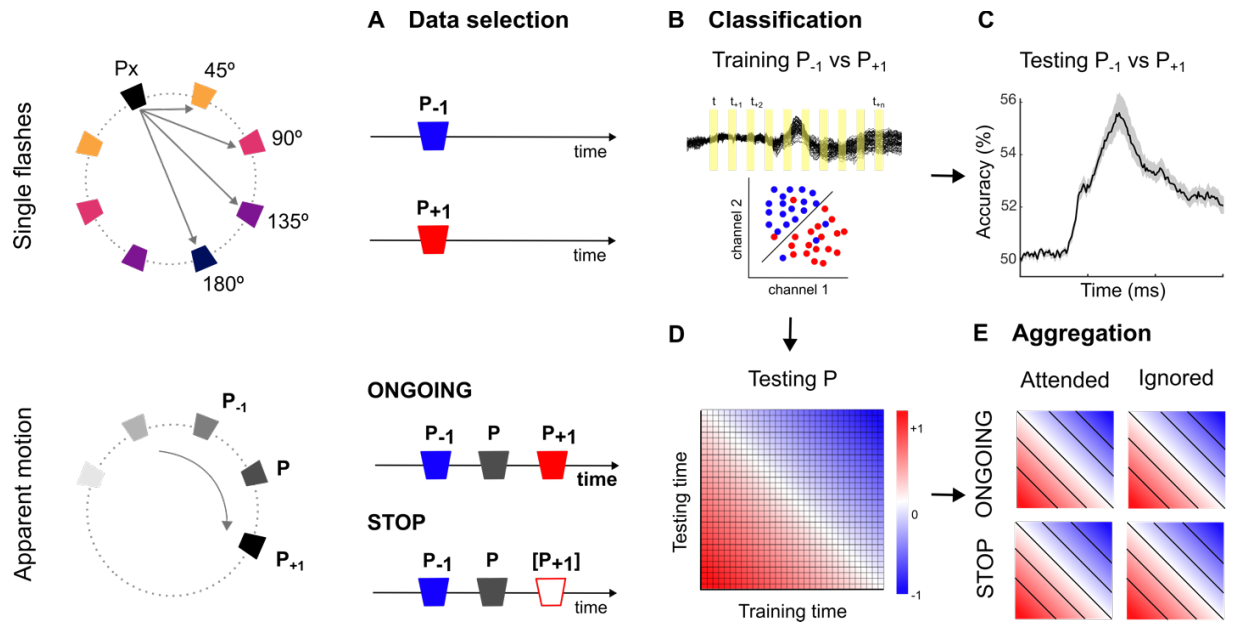 A Data selection
B Classification
C
Single flashes
Px
45º
90º
135º
180º
P-1
time
P+1
time
Training P-1 vs P+1
t
t+1
t+2
t+n
channel 2
channel 1
Testing P-1 vs P+1
Accuracy (%)
56
54
52
50
Time (ms)
Apparent motion
P-1
P
P+1
ONGOING
P-1 P P+1
time
STOP
P-1 P [P+1]
time
D
Testing P
Testing time
Training time
+1
0
-1
E Aggregation
Attended Ignored
ONGOING
STOP